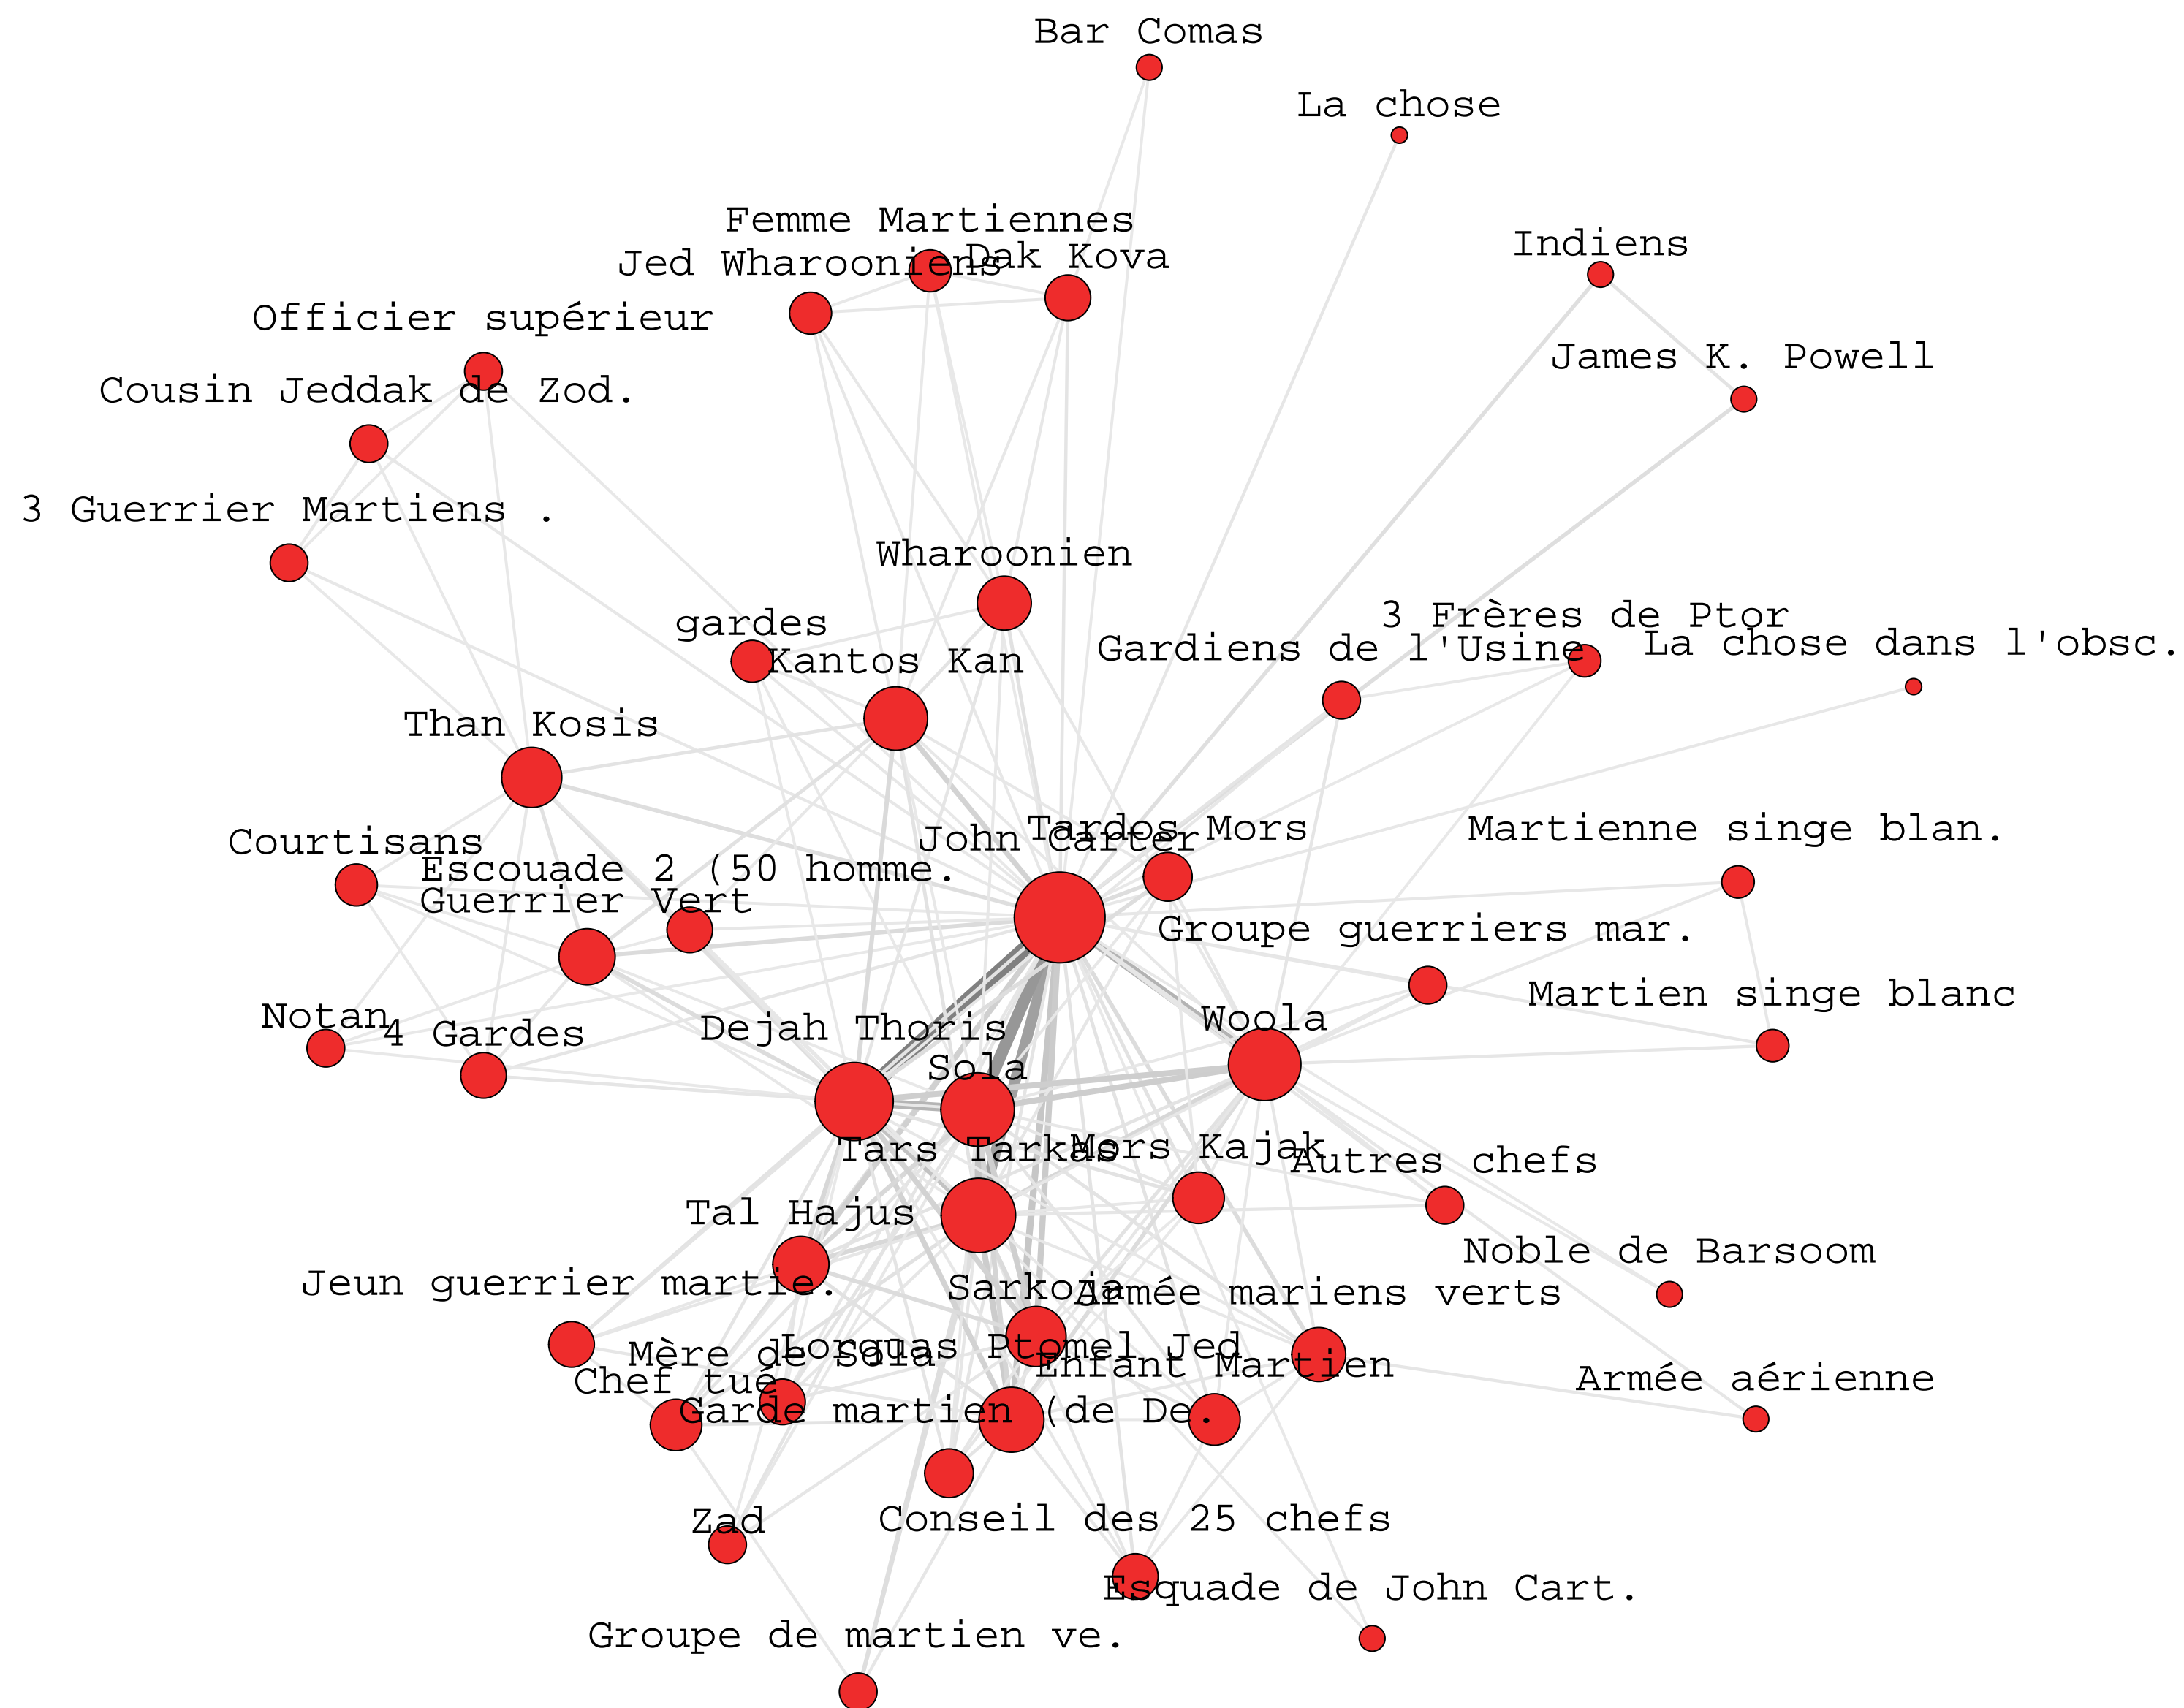 Bar Comas
La chose
Femme Martiennes
Indiens
Jed Wharooniens
Dak Kova
Officier supérieur
James K. Powell
Cousin Jeddak de Zod.
3 Guerrier Martiens .
Wharoonien
3 Frères de Ptor
gardes
Gardiens de l'Usine
La chose dans l'obsc.
Kantos Kan
Than Kosis
Tardos Mors
Martienne singe blan.
John Carter
Courtisans
Escouade 2 (50 homme.
Guerrier Vert
Groupe guerriers mar.
Martien singe blanc
Notan
4 Gardes
Dejah Thoris
Woola
Sola
Tars Tarkas
Mors Kajak
Autres chefs
Tal Hajus
Noble de Barsoom
Jeun guerrier martie.
Sarkoja
Armée mariens verts
Mère de Sola
Lorquas Ptomel Jed
Enfant Martien
Chef tué
Armée aérienne
Garde martien (de De.
Zad
Conseil des 25 chefs
Esquade de John Cart.
Groupe de martien ve.